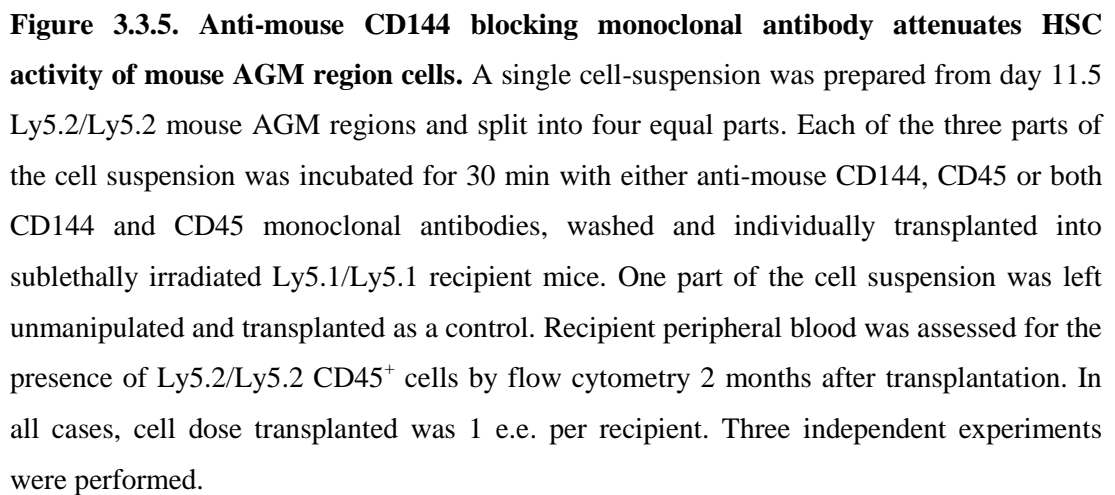 Figure 3.3.5. Anti-mouse CD144 blocking monoclonal antibody attenuates HSC
activity of mouse AGM region cells. A single cell-suspension was prepared from day 11.5
Ly5.2/Ly5.2 mouse AGM regions and split into four equal parts. Each of the three parts of
the cell suspension was incubated for 30 min with either anti-mouse CD144, CD45 or both
CD144 and CD45 monoclonal antibodies, washed and individually transplanted into
sublethally irradiated Ly5.1/Ly5.1 recipient mice. One part of the cell suspension was left
unmanipulated and transplanted as a control. Recipient peripheral blood was assessed for the
presence of Ly5.2/Ly5.2 CD45⁺ cells by flow cytometry 2 months after transplantation. In
all cases, cell dose transplanted was 1 e.e. per recipient. Three independent experiments
were performed.